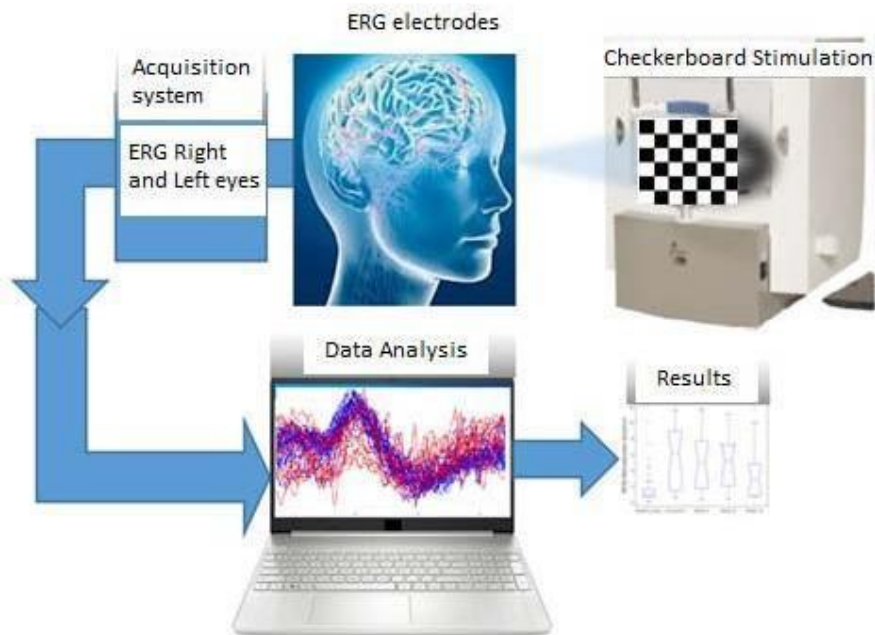 ERG electrodes
Checkerboard Stimulation
Acquisition
system
ERG Right
and Left eyes
Data Analysis
Results